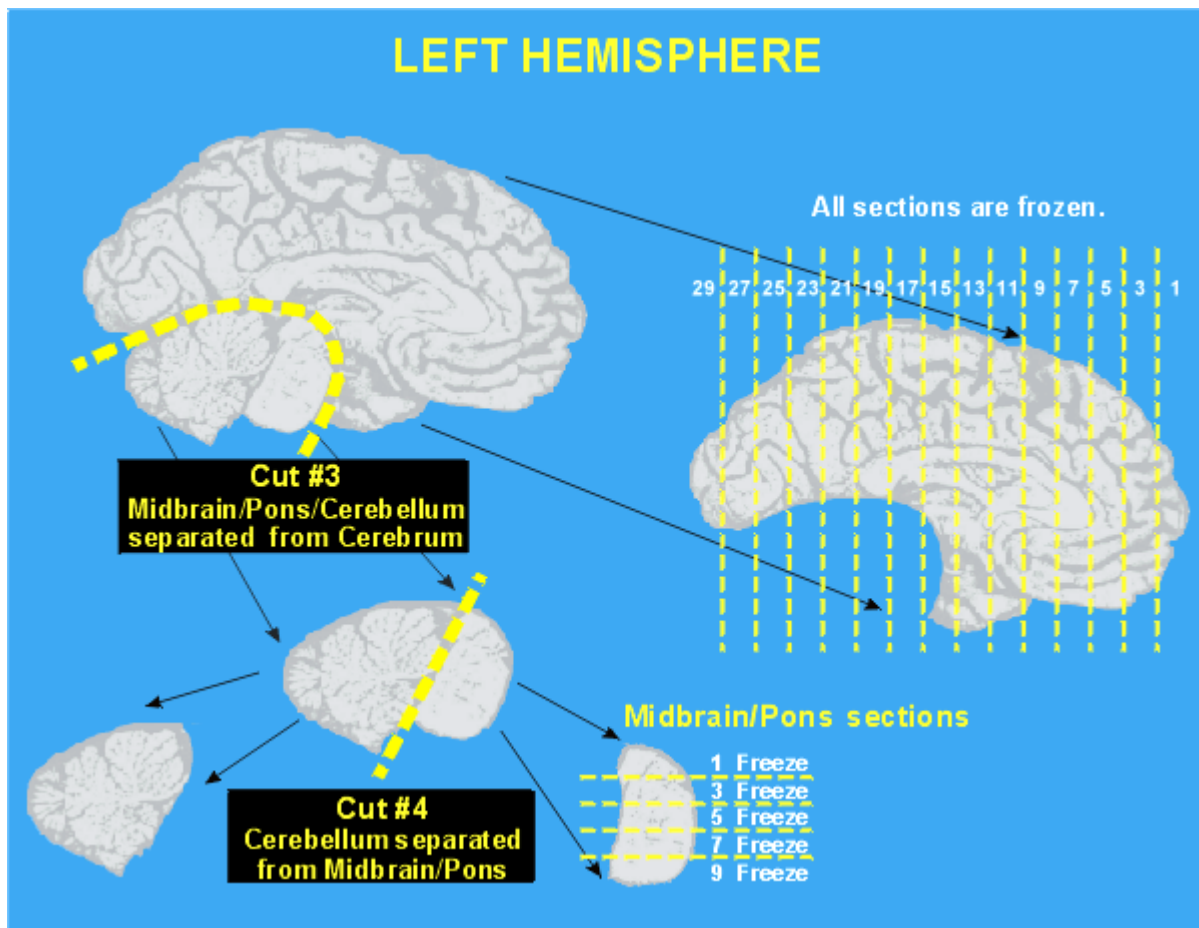 LEFT HEMISPHERE
All sections are frozen.
29 27 25 23 21 19 17 15 13 11 9 7 5 3 1
Cut #3
Midbrain/Pons/Cerebellum
separated from Cerebrum
Midbrain/Pons sections
1 Freeze
3 Freeze
5 Freeze
7 Freeze
9 Freeze
Cut #4
Cerebellum separated
from Midbrain/Pons